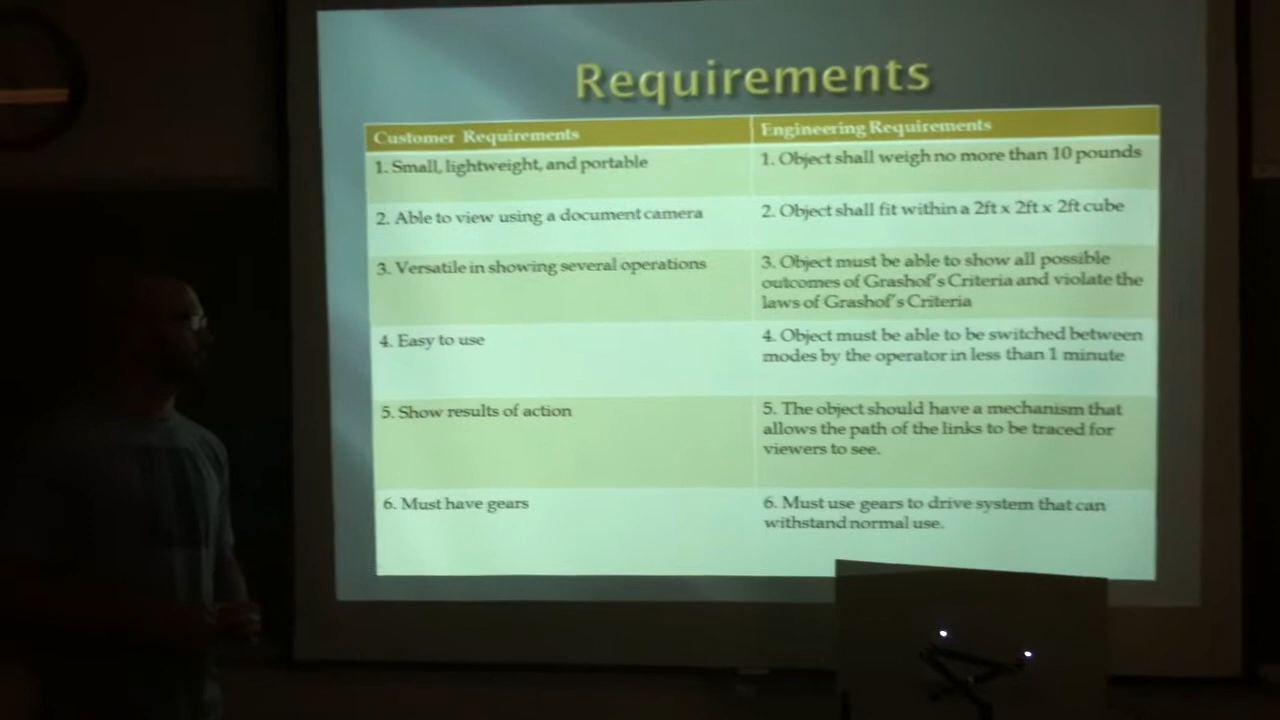 Requirements
Customer Requirements
Engineering Requirements
1. Small, lightweight, and portable
1. Object shall weigh no more than 10 pounds
2. Able to view using a document camera
2. Object shall fit within a 2ft x 2ft x 2ft cube
3. Versatile in showing several operations
3. Object must be able to show all possible
outcomes of Grashof's Criteria and violate the
laws of Grashof's Criteria
4. Easy to use
4. Object must be able to be switched between
modes by the operator in less than 1 minute
5. Show results of action
5. The object should have a mechanism that
allows the path of the links to be traced for
viewers to see.
6. Must have gears
6. Must use gears to drive system that can
withstand normal use.